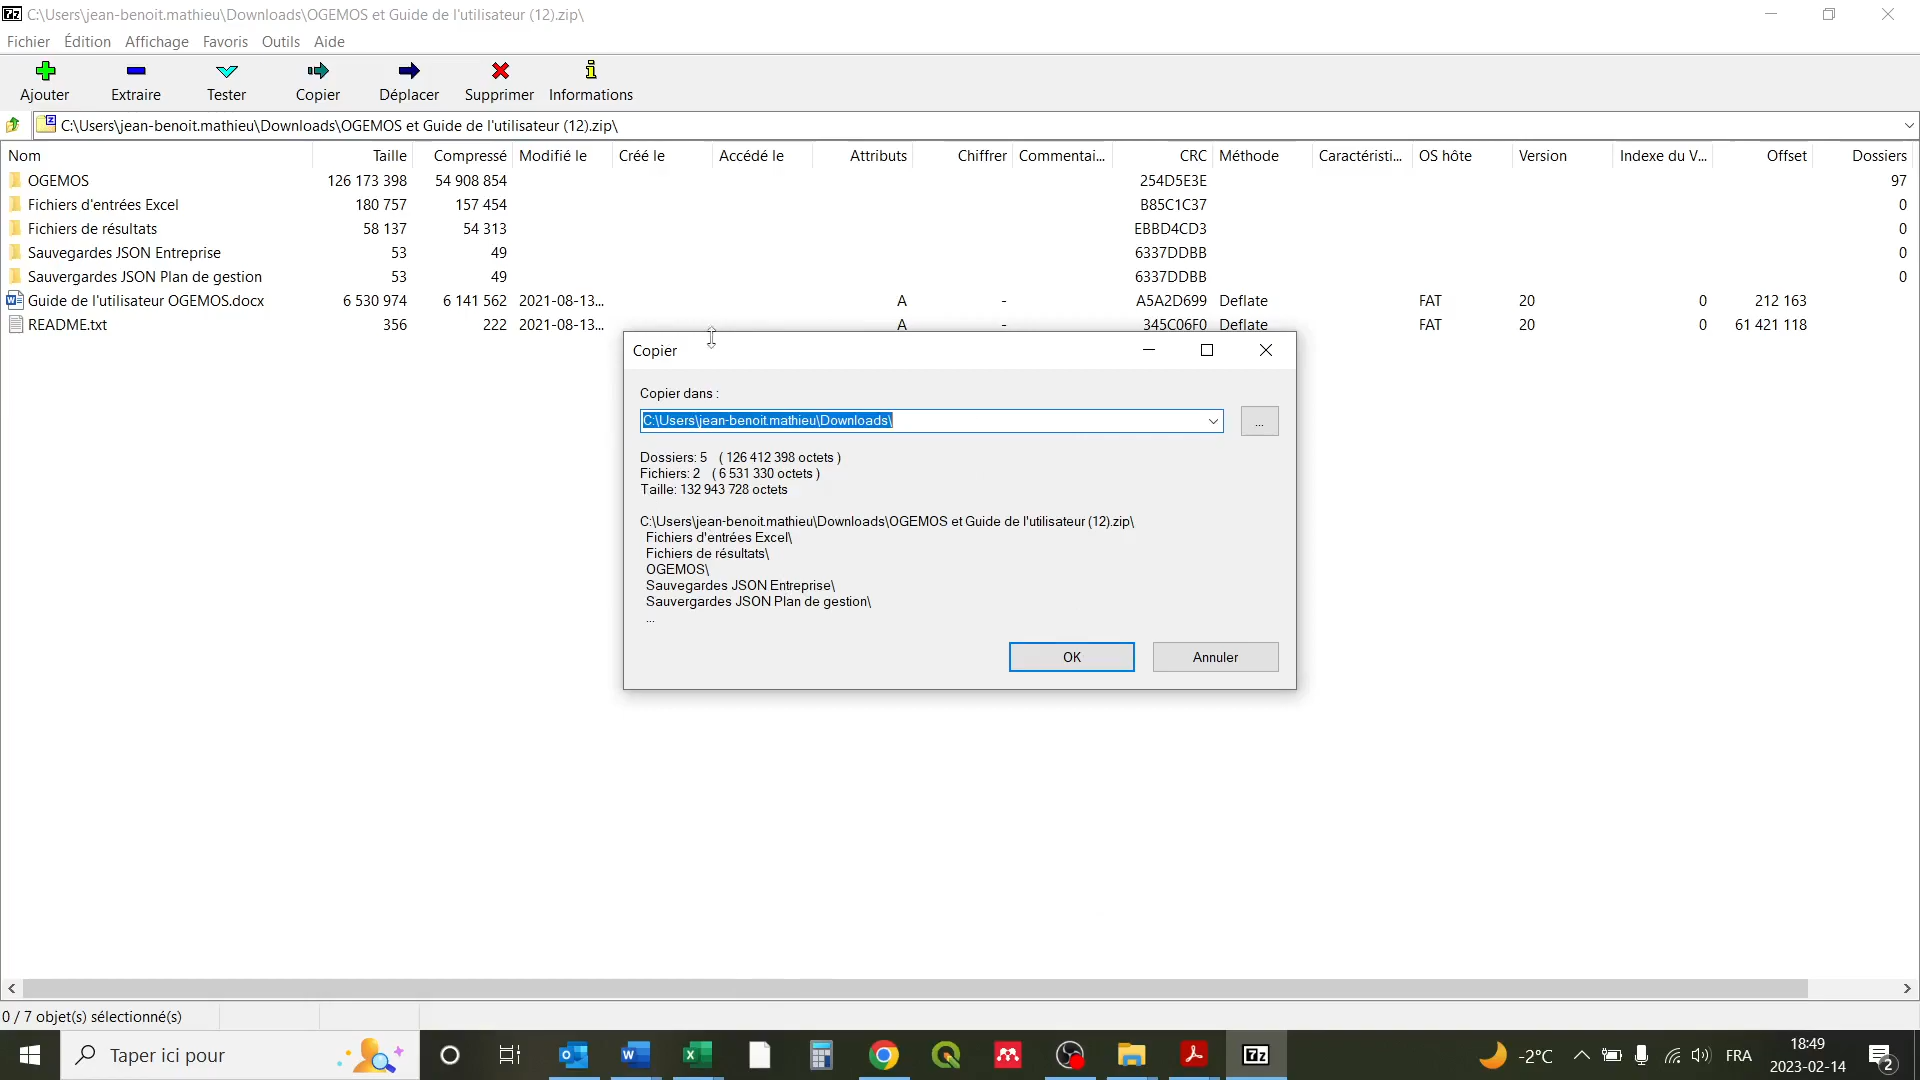 C:\Users\jean-benoit.mathieu\Downloads\OGEMOS et Guide de l'utilisateur (12).zip\
Fichier Édition Affichage Favoris Outils Aide
Ajouter Extraire Tester Copier Déplacer Supprimer Informations
C:\Users\jean-benoit.mathieu\Downloads\OGEMOS et Guide de l'utilisateur (12).zip\
Nom Taille Compressé Modifié le Créé le Accédé le Attributs Chiffrer Commentai... CRC Méthode Caractéristi... OS hôte Version Indexe du V... Offset Dossiers
OGEMOS 126 173 398 54 908 854 254D5E3E 97
Fichiers d'entrées Excel 180 757 157 454 B85C1C37 0
Fichiers de résultats 58 137 54 313 EBBD4CD3 0
Sauvegardes JSON Entreprise 53 49 6337DDBB 0
Sauvergardes JSON Plan de gestion 53 49 6337DDBB 0
Guide de l'utilisateur OGEMOS.docx 6 530 974 6 141 562 2021-08-13... A - A5A2D699 Deflate FAT 20 0 212 163
README.txt 356 222 2021-08-13... A - 345C06F0 Deflate FAT 20 0 61 421 118
Copier
Copier dans :
C:\Users\jean-benoit.mathieu\Downloads\
...
Dossiers: 5 ( 126 412 398 octets )
Fichiers: 2 ( 6 531 330 octets )
Taille: 132 943 728 octets
C:\Users\jean-benoit.mathieu\Downloads\OGEMOS et Guide de l'utilisateur (12).zip\
Fichiers d'entrées Excel\
Fichiers de résultats\
OGEMOS\
Sauvegardes JSON Entreprise\
Sauvergardes JSON Plan de gestion\
...
OK Annuler
0 / 7 objet(s) sélectionné(s)
Taper ici pour
-2°C FRA
18:49
2023-02-14
2